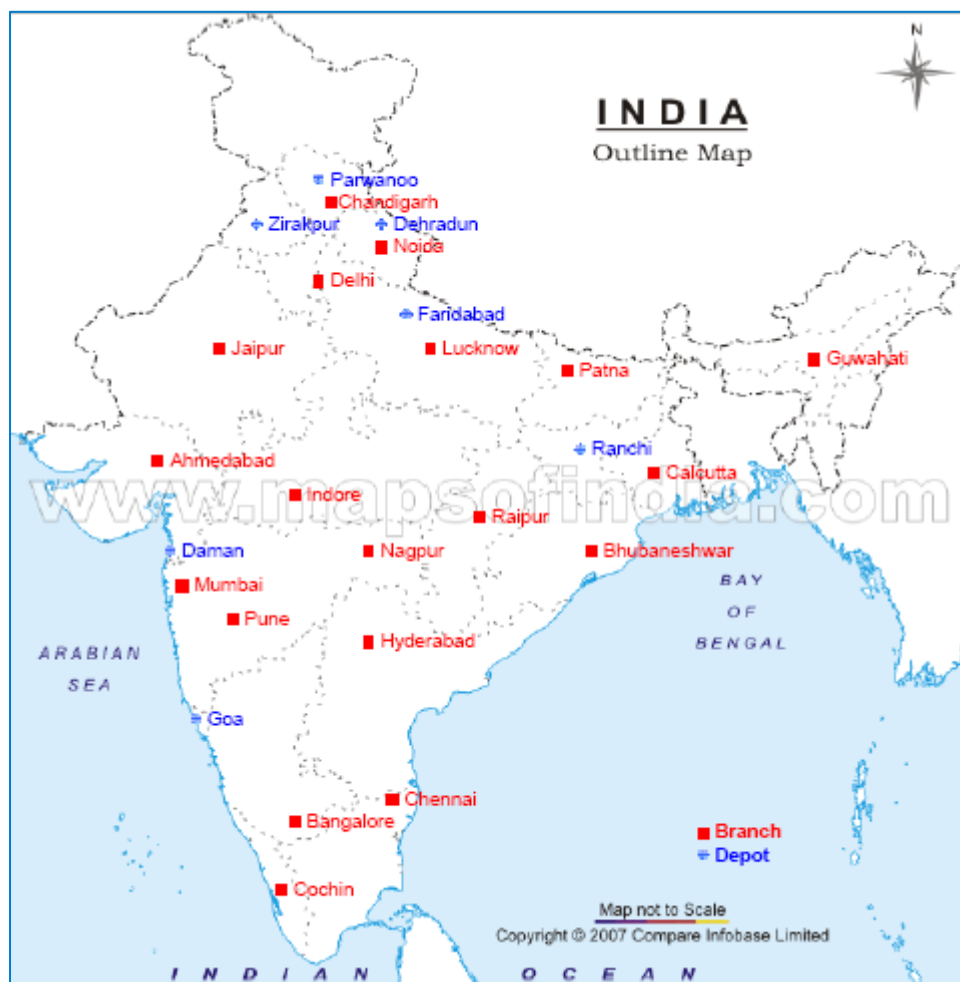 N
INDIA
Outline Map
Parwanoo
Chandigarh
Zirakpur
Dehradun
Noida
Delhi
Faridabad
Jaipur
Lucknow
Guwahati
Patna
Ranchi
Ahmedabad
Calcutta
www.mapsofindia.com
Indore
Raipur
Daman
Nagpur
Bhubaneshwar
Mumbai
BAY
OF
BENGAL
Pune
Hyderabad
ARABIAN
SEA
Goa
Chennai
Bangalore
Branch
Depot
Cochin
Map not to Scale
Copyright © 2007 Compare Infobase Limited
INDIAN OCEAN